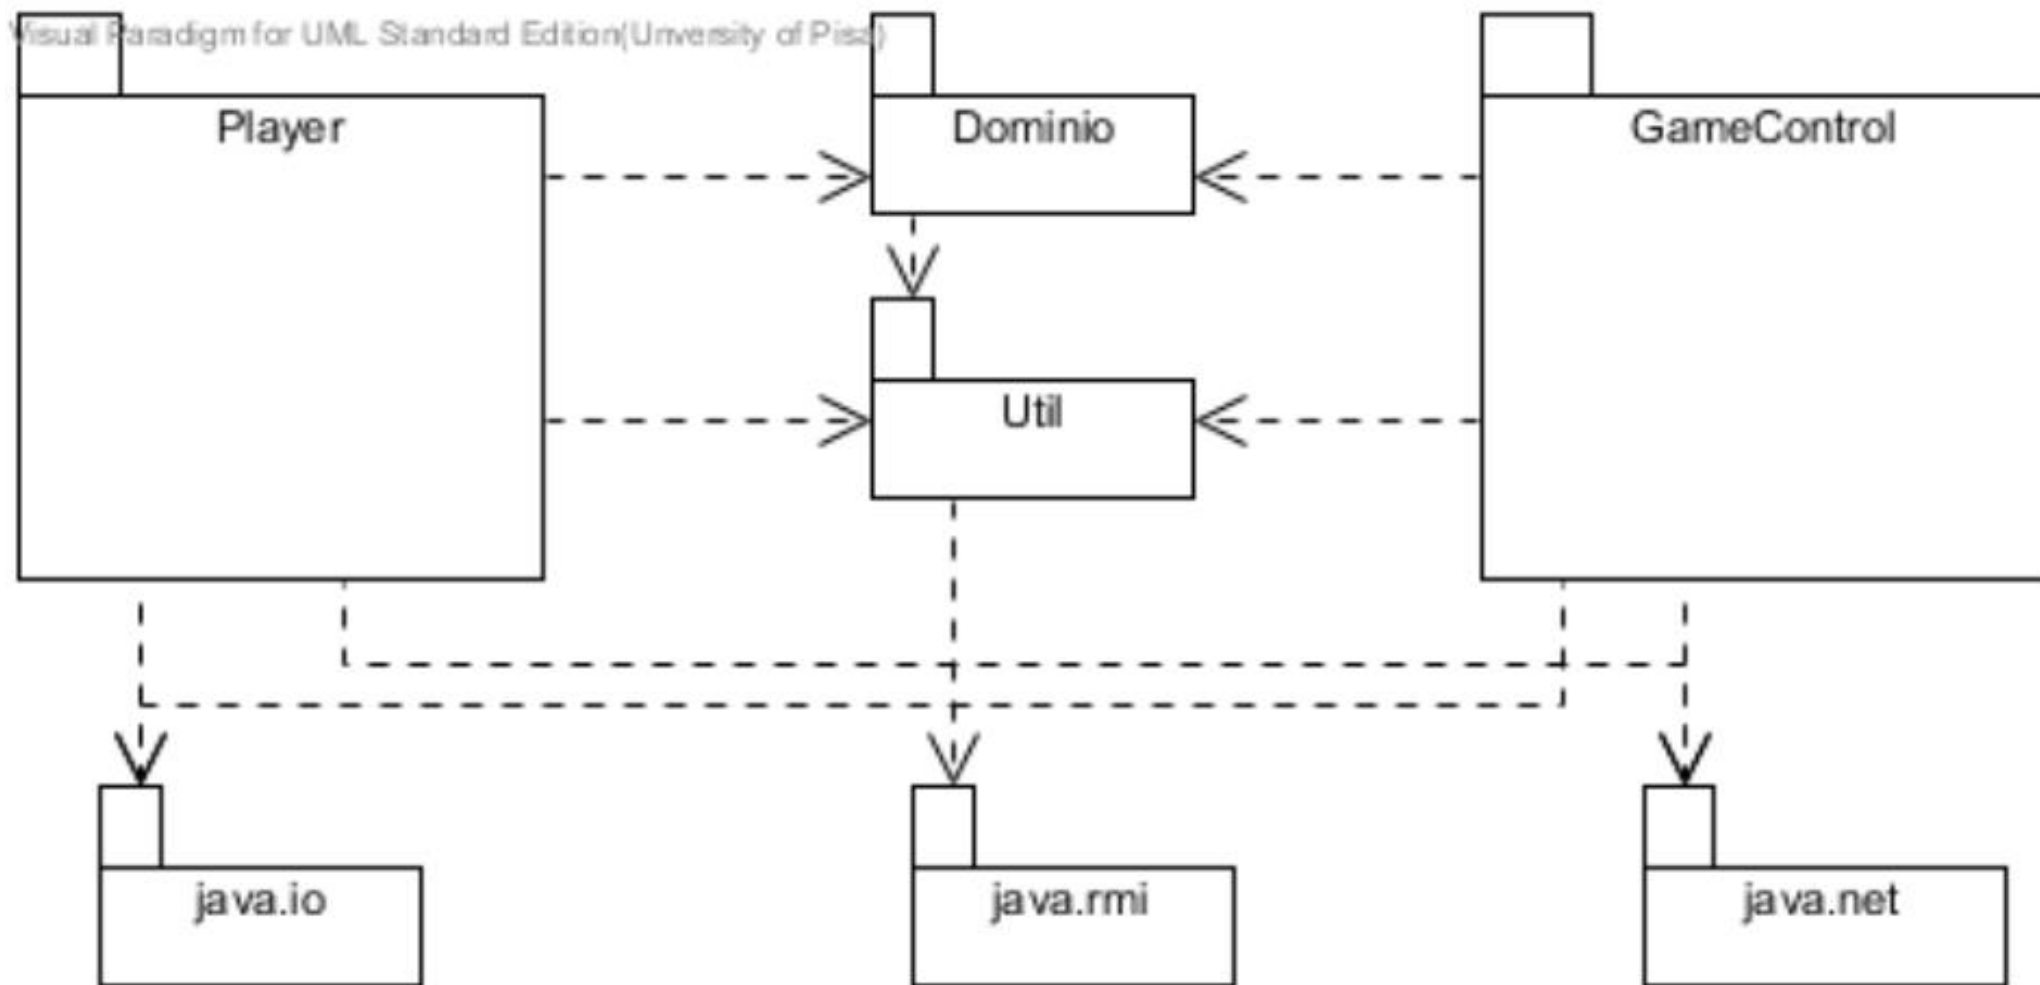 Visual Paradigm for UML Standard Edition(University of Pisa)
Player
Dominio
GameControl
Util
java.io
java.rmi
java.net